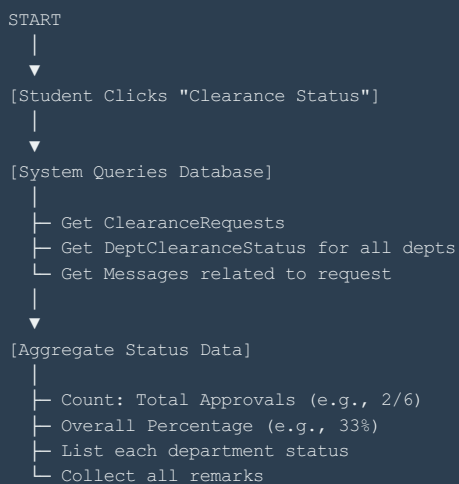 START
│
▼
[Student Clicks "Clearance Status"]
│
▼
[System Queries Database]
│
├─ Get ClearanceRequests
├─ Get DeptClearanceStatus for all depts
└─ Get Messages related to request
│
▼
[Aggregate Status Data]
│
├─ Count: Total Approvals (e.g., 2/6)
├─ Overall Percentage (e.g., 33%)
├─ List each department status
└─ Collect all remarks